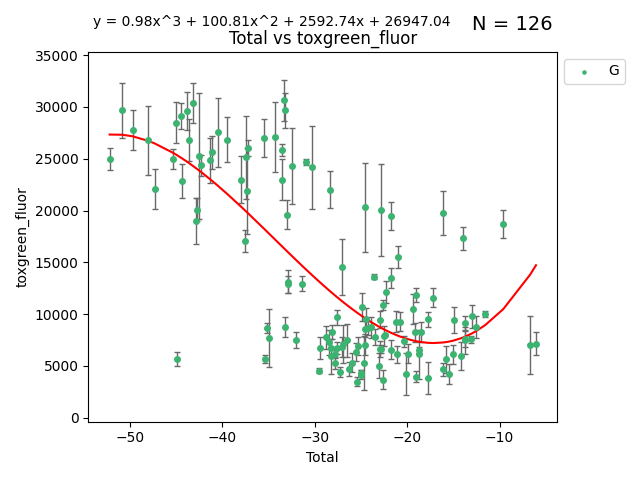 y = 0.98x^3 + 100.81x^2 + 2592.74x + 26947.04
N = 126
Total vs toxgreen_fluor
G
35000
30000
25000
20000
15000
10000
5000
0
toxgreen_fluor
−50 −40 −30 −20 −10
Total